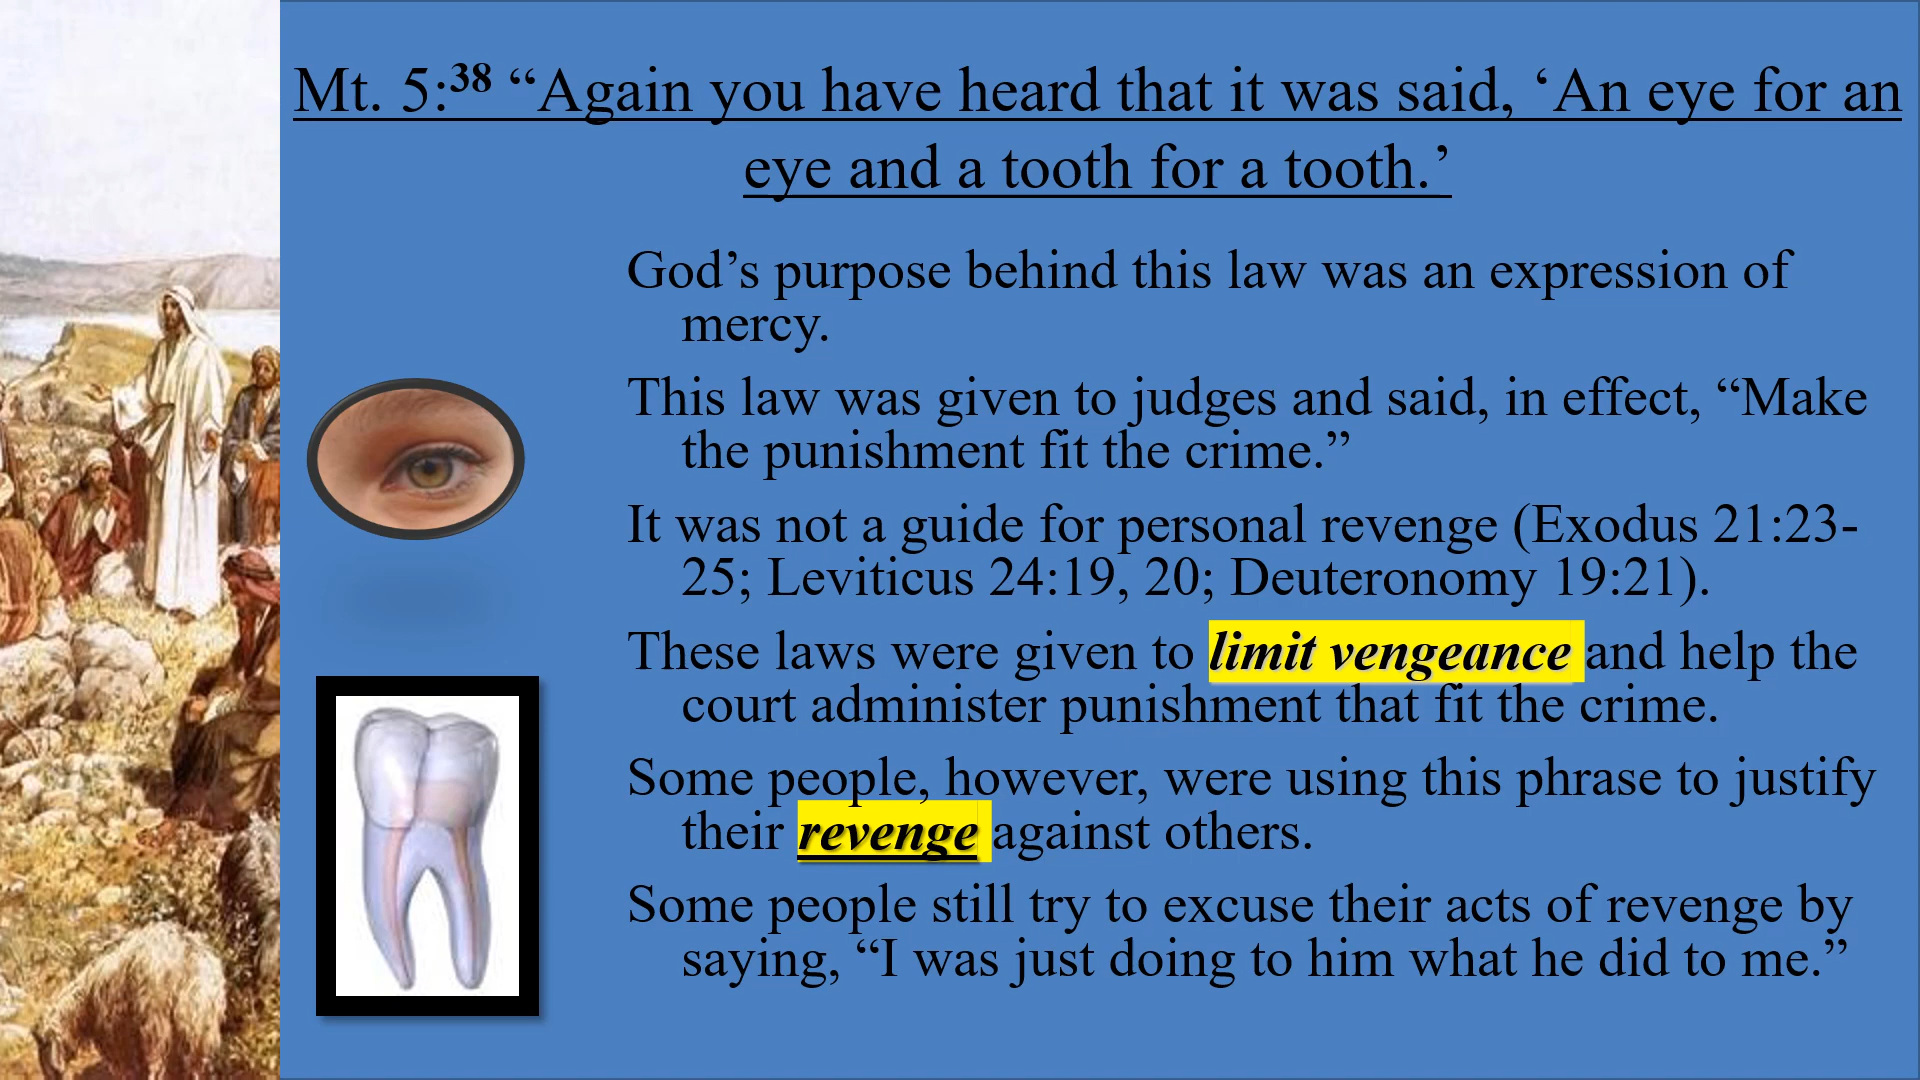 Mt. 5:38 “Again you have heard that it was said, ‘An eye for an
eye and a tooth for a tooth.’
God’s purpose behind this law was an expression of
mercy.
This law was given to judges and said, in effect, “Make
the punishment fit the crime.”
It was not a guide for personal revenge (Exodus 21:23-
25; Leviticus 24:19, 20; Deuteronomy 19:21).
These laws were given to limit vengeance and help the
court administer punishment that fit the crime.
Some people, however, were using this phrase to justify
their revenge against others.
Some people still try to excuse their acts of revenge by
saying, “I was just doing to him what he did to me.”